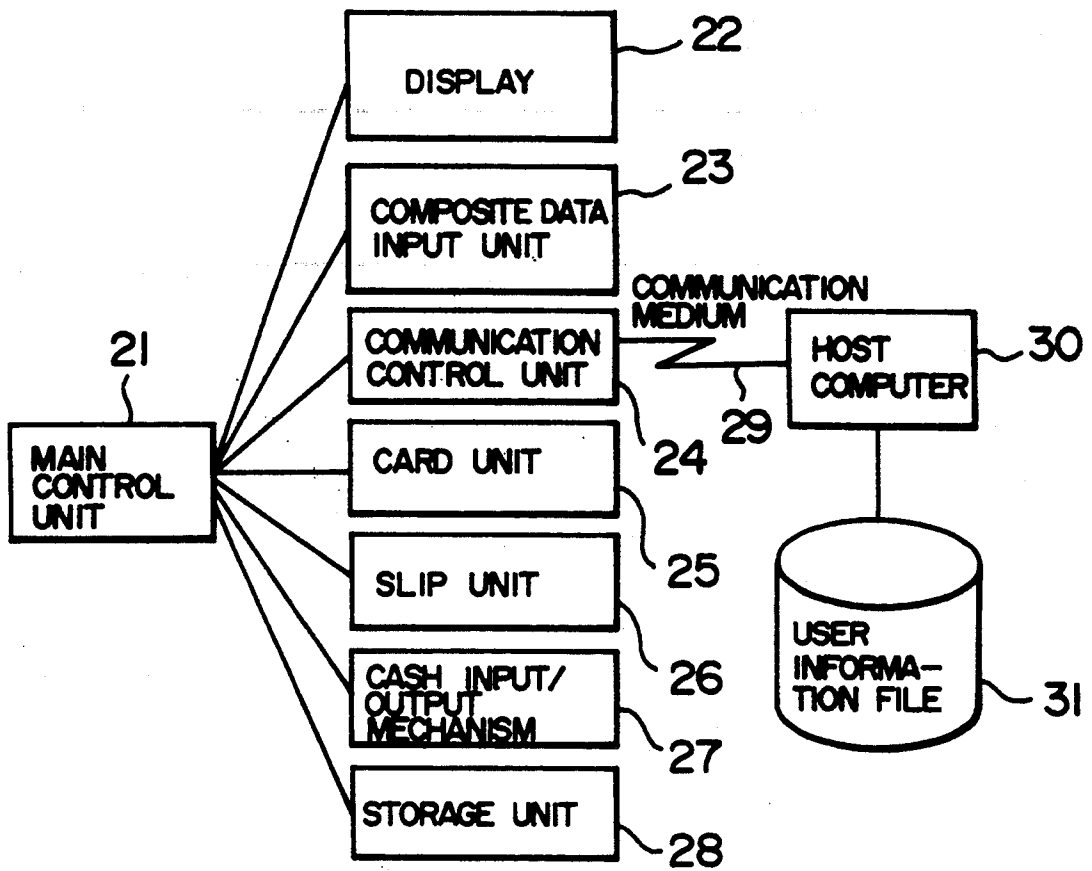 DISPLAY
22
COMPOSITE DATA
INPUT UNIT
23
COMMUNICATION
CONTROL UNIT
24
COMMUNICATION
MEDIUM
29
HOST
COMPUTER
30
21
MAIN
CONTROL
UNIT
CARD UNIT
25
SLIP UNIT
26
CASH INPUT/
OUTPUT
MECHANISM
27
STORAGE UNIT
28
USER
INFORMA-
TION FILE
31